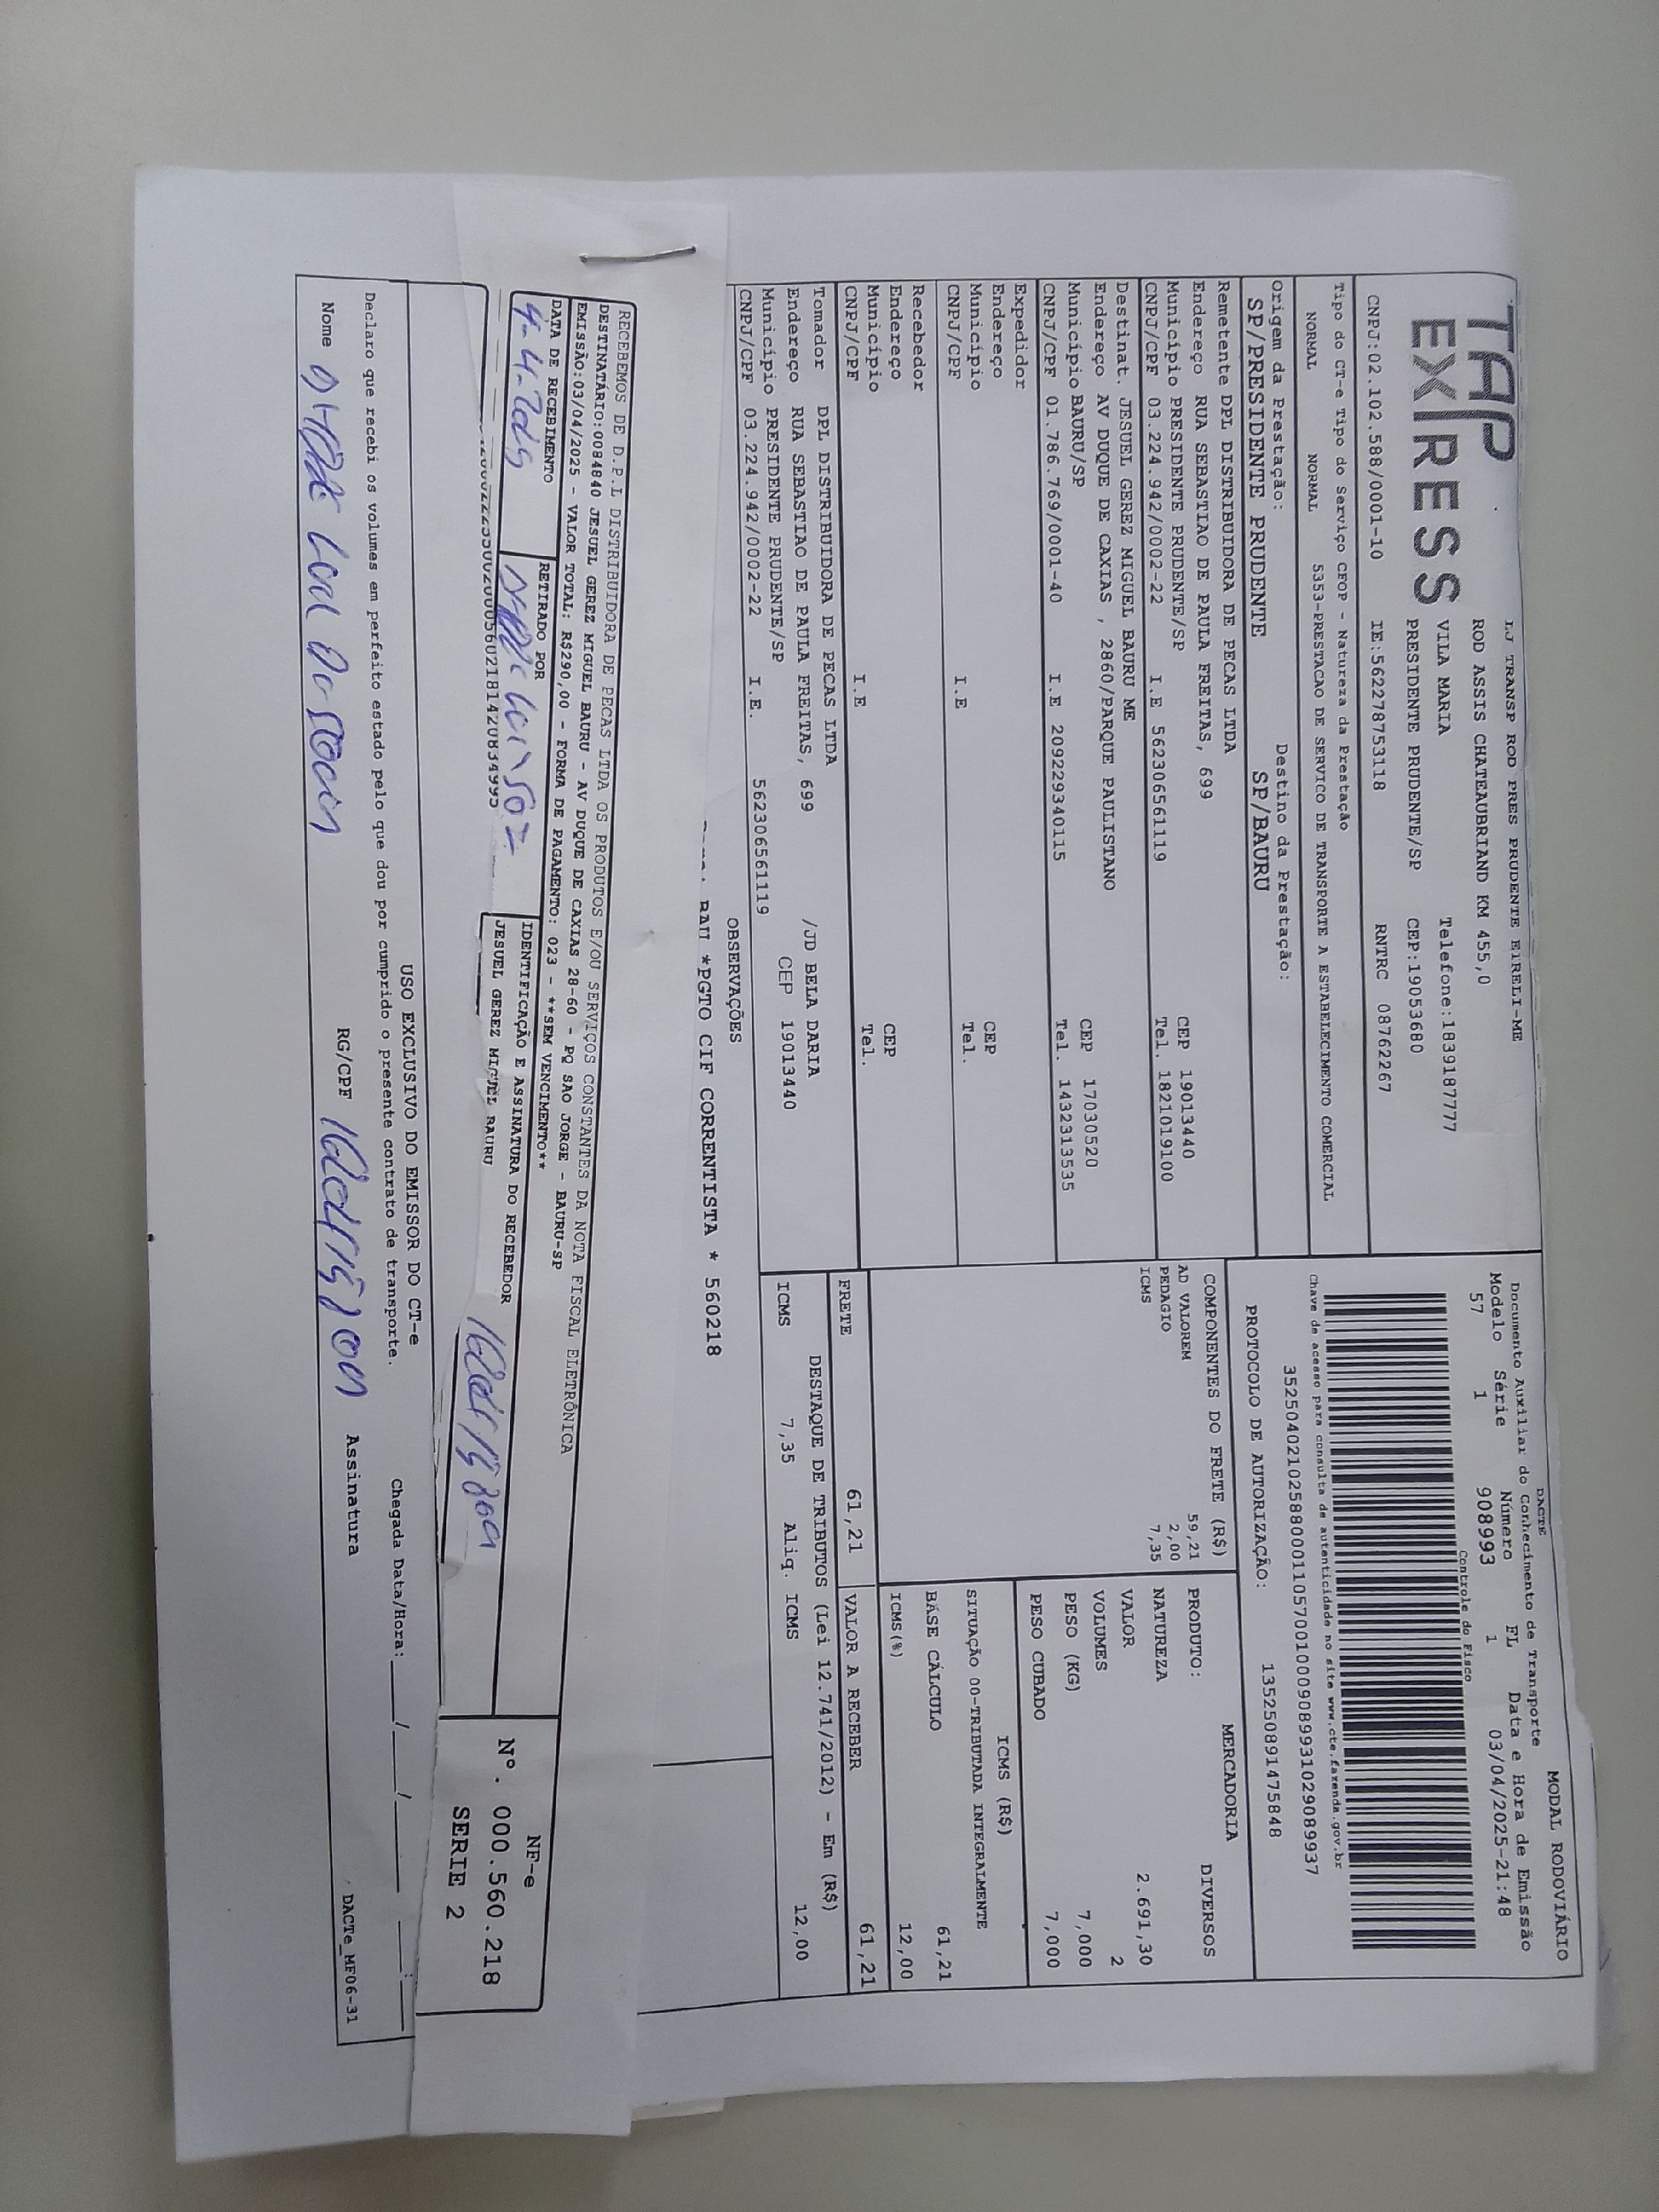 TAP EXPRESS
LJ TRANSP ROD PRES PRUDENTE EIRELI-ME
ROD ASSIS CHATEAUBRIAND KM 455,0
VILA MARIA Telefone:1839187777
PRESIDENTE PRUDENTE/SP CEP:19053680
CNPJ:02.102.588/0001-10 IE:562278753118 RNTRC 08762267
DACTE MODAL RODOVIÁRIO
Documento Auxiliar do Conhecimento de Transporte
Modelo Série Número FL Data e Hora de Emissão
57 1 908993 1 03/04/2025-21:48
Controle do Fisco
Chave de acesso para consulta de autenticidade no site www.cte.fazenda.gov.br
35250402102588000110570010009089931029089937
PROTOCOLO DE AUTORIZAÇÃO: 135250891475848
Tipo do CT-e Tipo do Serviço CFOP - Natureza da Prestação
NORMAL NORMAL 5353-PRESTACAO DE SERVICO DE TRANSPORTE A ESTABELECIMENTO COMERCIAL
Origem da Prestação: Destino da Prestação:
SP/PRESIDENTE PRUDENTE SP/BAURU
Remetente DPL DISTRIBUIDORA DE PECAS LTDA
Endereço RUA SEBASTIAO DE PAULA FREITAS, 699
Município PRESIDENTE PRUDENTE/SP CEP 19013440
CNPJ/CPF 03.224.942/0002-22 I.E 562306561119 Tel. 1821019100
Destinat. JESUEL GEREZ MIGUEL BAURU ME
Endereço AV DUQUE DE CAXIAS , 2860/PARQUE PAULISTANO
Município BAURU/SP CEP 17030520
CNPJ/CPF 01.786.769/0001-40 I.E 209229340115 Tel. 1432313535
Expedidor
Endereço
Município CEP
CNPJ/CPF I.E Tel.
Recebedor
Endereço
Município CEP
CNPJ/CPF I.E Tel.
Tomador DPL DISTRIBUIDORA DE PECAS LTDA
Endereço RUA SEBASTIAO DE PAULA FREITAS, 699 /JD BELA DARIA
Município PRESIDENTE PRUDENTE/SP CEP 19013440
CNPJ/CPF 03.224.942/0002-22 I.E. 562306561119
COMPONENTES DO FRETE (R$)
AD VALOREM 59,21
PEDAGIO 2,00
ICMS 7,35
MERCADORIA
PRODUTO: DIVERSOS
NATUREZA
VALOR 2.691,30
VOLUMES 2
PESO (KG) 7,000
PESO CUBADO 7,000
ICMS (R$)
SITUAÇÃO 00-TRIBUTADA INTEGRALMENTE
BASE CÁLCULO 61,21
ICMS(%) 12,00
FRETE 61,21 VALOR A RECEBER 61,21
DESTAQUE DE TRIBUTOS (Lei 12.741/2012) - Em (R$)
ICMS 7,35 Aliq. ICMS 12,00
OBSERVAÇÕES
BAU *PGTO CIF CORRENTISTA * 560218
RECEBEMOS DE D.P.L DISTRIBUIDORA DE PECAS LTDA OS PRODUTOS E/OU SERVIÇOS CONSTANTES DA NOTA FISCAL ELETRÔNICA
DESTINATÁRIO:0084840 JESUEL GEREZ MIGUEL BAURU - AV DUQUE DE CAXIAS 28-60 - PQ SAO JORGE - BAURU-SP
EMISSÃO:03/04/2025 - VALOR TOTAL: R$290,00 - FORMA DE PAGAMENTO: 023 - **SEM VENCIMENTO**
DATA DE RECEBIMENTO RETIRADO POR IDENTIFICAÇÃO E ASSINATURA DO RECEBEDOR
JESUEL GEREZ MIGUEL BAURU
NF-e
Nº. 000.560.218
SERIE 2
USO EXCLUSIVO DO EMISSOR DO CT-e
Declaro que recebi os volumes em perfeito estado pelo que dou por cumprido o presente contrato de transporte. Chegada Data/Hora: ___/___/_____ ___:___
Nome RG/CPF Assinatura
DACTe_MF06-31